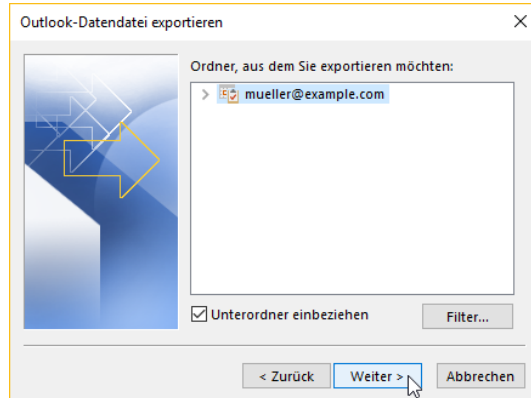 Outlook-Datendatei exportieren
Ordner, aus dem Sie exportieren möchten:
mueller@example.com
Unterordner einbeziehen
Filter...
< Zurück
Weiter >
Abbrechen